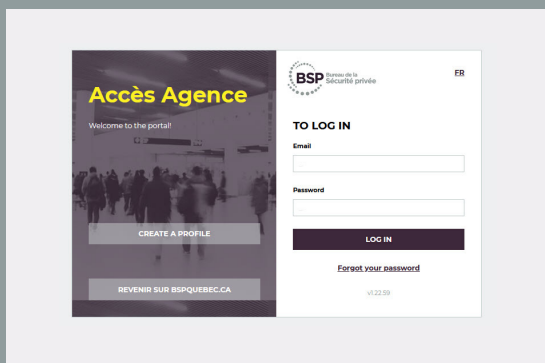 Accès Agence
Welcome to the portal!
CREATE A PROFILE
REVENIR SUR BSPQUEBEC.CA
BSP Bureau de la
Sécurité privée
FR
TO LOG IN
Email
Password
LOG IN
Forgot your password
v1.22.59